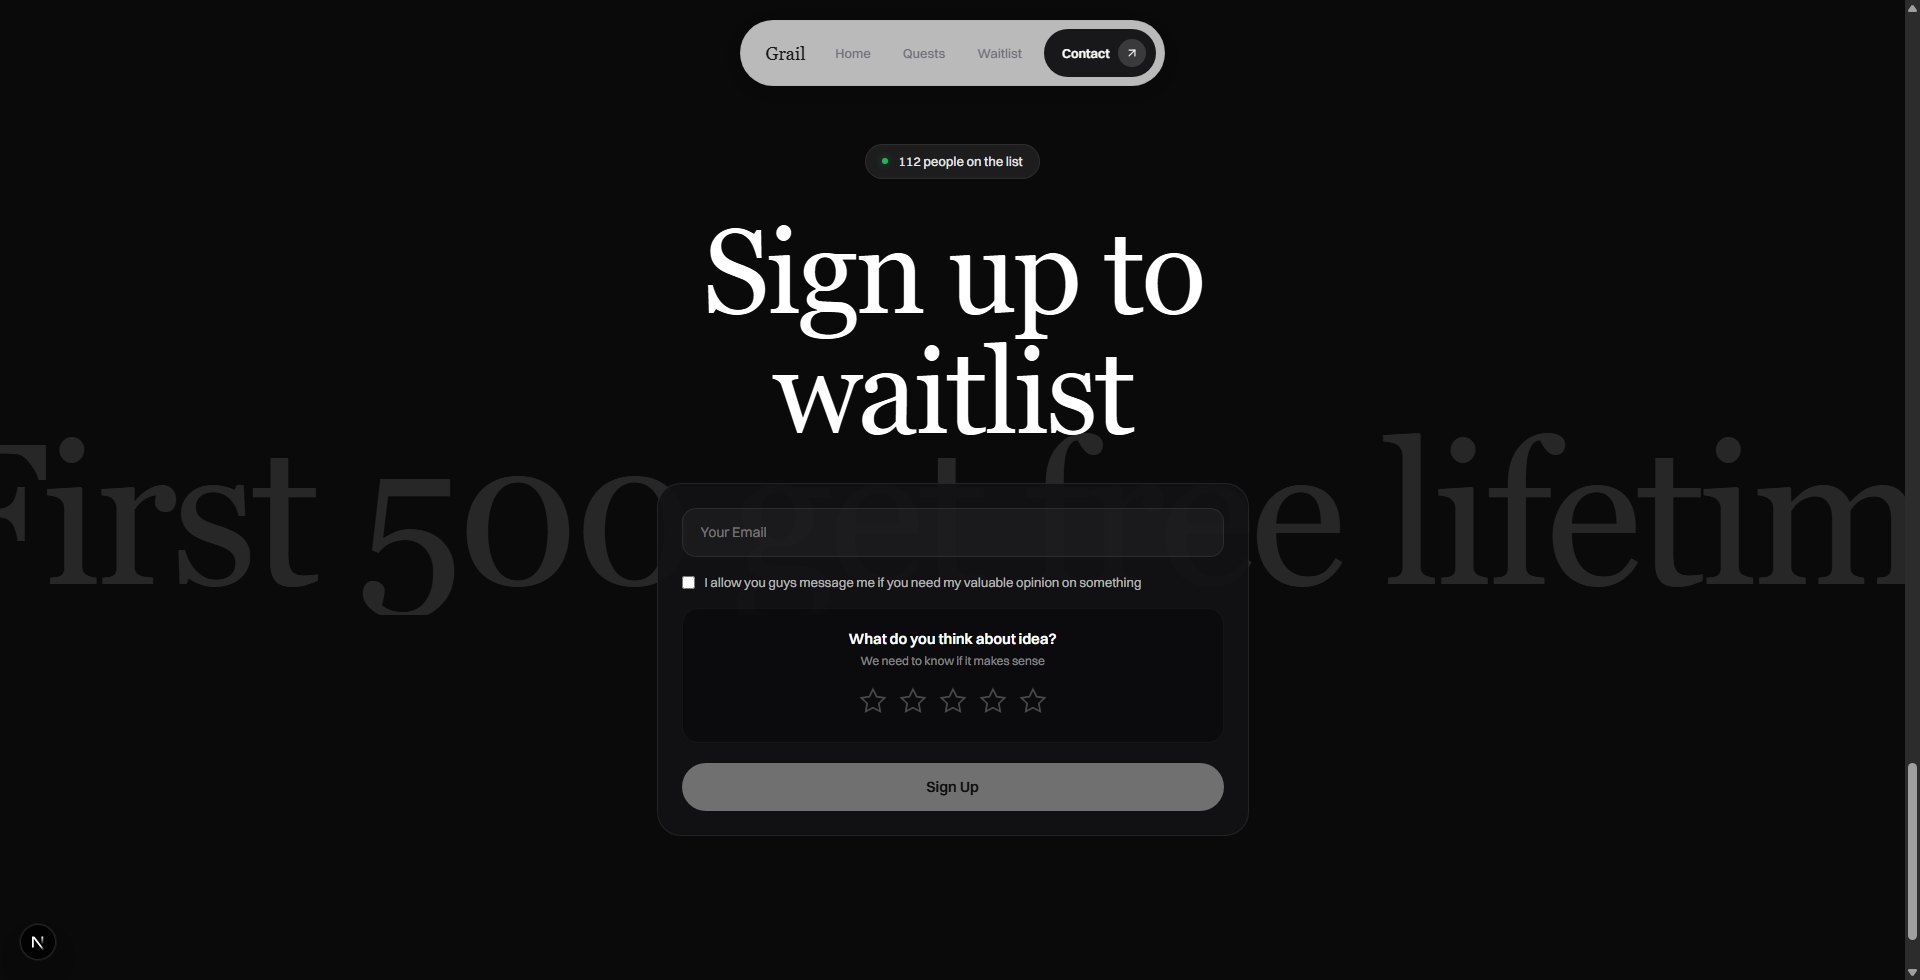 Grail Home Quests Waitlist Contact
112 people on the list
Sign up to
waitlist
First 500 get free lifetim
Your Email
I allow you guys message me if you need my valuable opinion on something
What do you think about idea?
We need to know if it makes sense
Sign Up
N